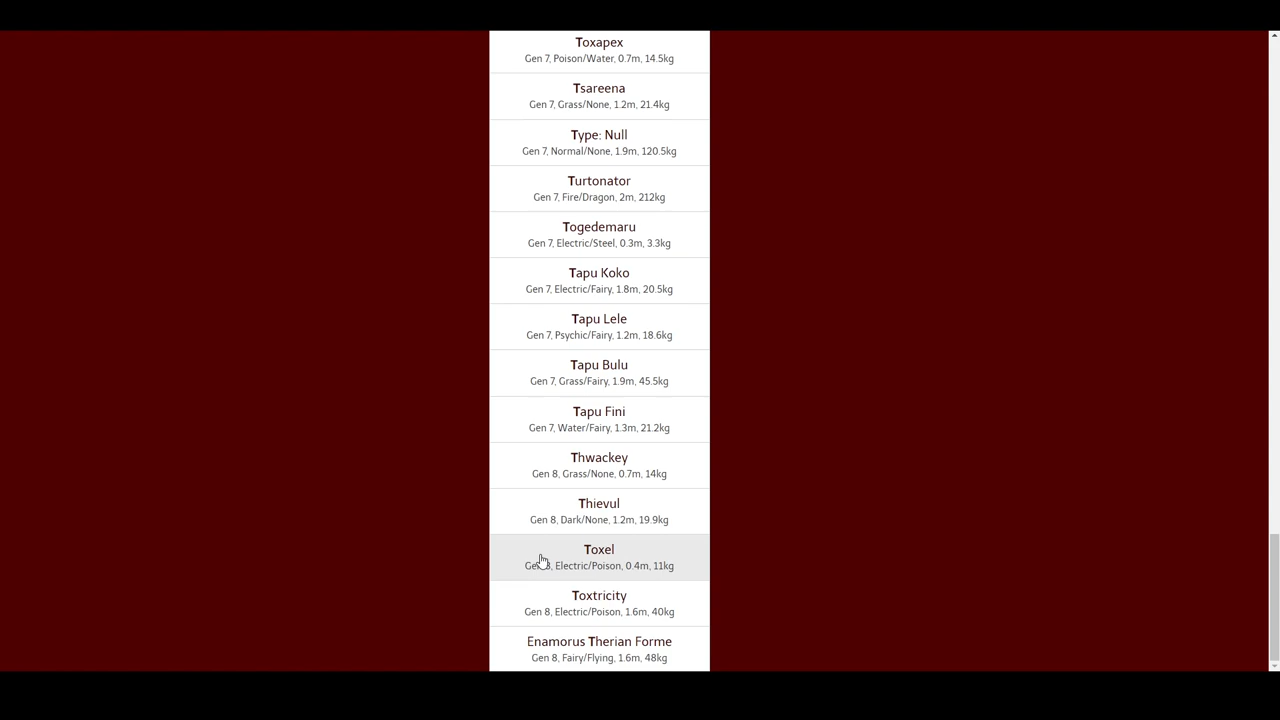 Toxapex
Gen 7, Poison/Water, 0.7m, 14.5kg
Tsareena
Gen 7, Grass/None, 1.2m, 21.4kg
Type: Null
Gen 7, Normal/None, 1.9m, 120.5kg
Turtonator
Gen 7, Fire/Dragon, 2m, 212kg
Togedemaru
Gen 7, Electric/Steel, 0.3m, 3.3kg
Tapu Koko
Gen 7, Electric/Fairy, 1.8m, 20.5kg
Tapu Lele
Gen 7, Psychic/Fairy, 1.2m, 18.6kg
Tapu Bulu
Gen 7, Grass/Fairy, 1.9m, 45.5kg
Tapu Fini
Gen 7, Water/Fairy, 1.3m, 21.2kg
Thwackey
Gen 8, Grass/None, 0.7m, 14kg
Thievul
Gen 8, Dark/None, 1.2m, 19.9kg
Toxel
Gen 8, Electric/Poison, 0.4m, 11kg
Toxtricity
Gen 8, Electric/Poison, 1.6m, 40kg
Enamorus Therian Forme
Gen 8, Fairy/Flying, 1.6m, 48kg